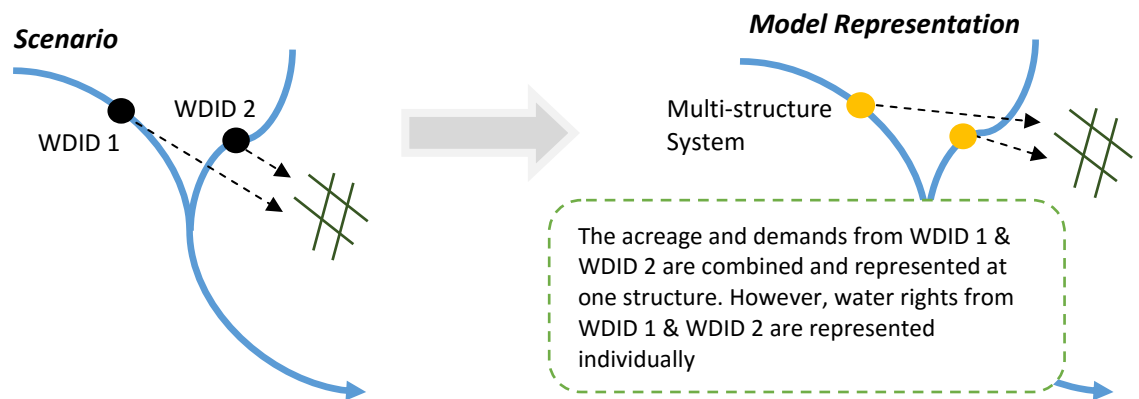 Scenario
WDID 2
WDID 1
Model Representation
Multi-structure
System
The acreage and demands from WDID 1 &
WDID 2 are combined and represented at
one structure. However, water rights from
WDID 1 & WDID 2 are represented
individually